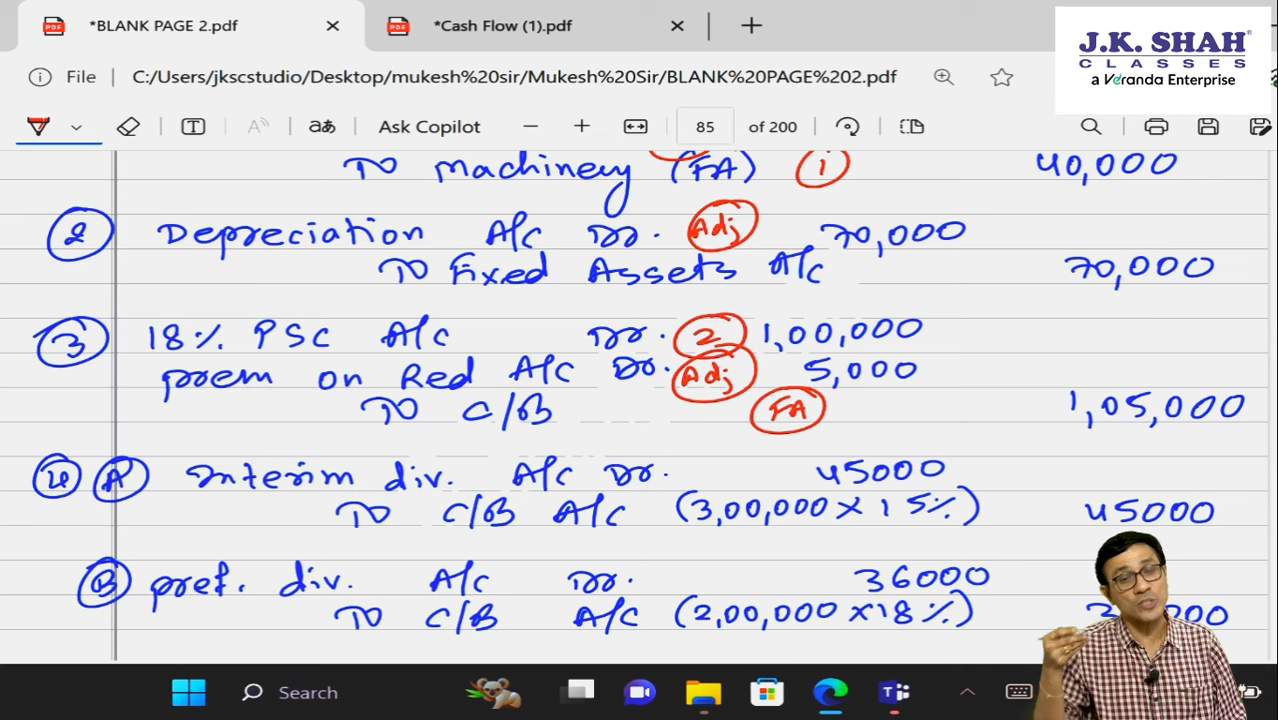 *BLANK PAGE 2.pdf
*Cash Flow (1).pdf
J.K. SHAH
CLASSES
a Veranda Enterprise
File C:/Users/jkscstudio/Desktop/mukesh%20sir/Mukesh%20Sir/BLANK%20PAGE%202.pdf
aあ Ask Copilot 85 of 200
To Machinery (FA) 1 40,000
2 Depreciation A/c Dr. Adj 70,000
To Fixed Assets A/c 70,000
3 18% PSC A/c Dr. 2 1,00,000
prem on Red A/c Dr. Adj 5,000
To C/B FA 1,05,000
4 A Interim div. A/c Dr. 45000
To C/B A/c (3,00,000 x 15%) 45000
B pref. div. A/c Dr. 36000
To C/B A/c (2,00,000 x 18%)
Search